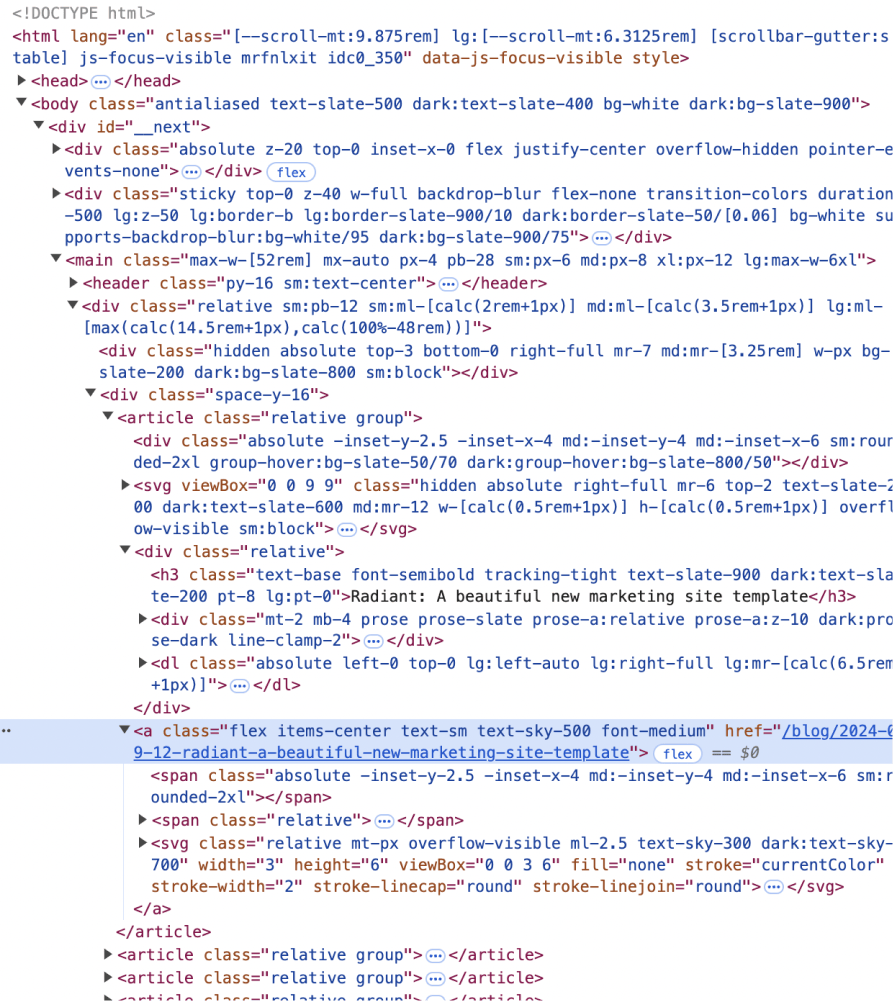 <!DOCTYPE html>
<html lang="en" class="[--scroll-mt:9.875rem] lg:[--scroll-mt:6.3125rem] [scrollbar-gutter:s
table] js-focus-visible mrfnlxit idc0_350" data-js-focus-visible style>
▶<head>…</head>
▼<body class="antialiased text-slate-500 dark:text-slate-400 bg-white dark:bg-slate-900">
▼<div id="__next">
▶<div class="absolute z-20 top-0 inset-x-0 flex justify-center overflow-hidden pointer-e
vents-none">…</div> flex
▶<div class="sticky top-0 z-40 w-full backdrop-blur flex-none transition-colors duration
-500 lg:z-50 lg:border-b lg:border-slate-900/10 dark:border-slate-50/[0.06] bg-white su
pports-backdrop-blur:bg-white/95 dark:bg-slate-900/75">…</div>
▼<main class="max-w-[52rem] mx-auto px-4 pb-28 sm:px-6 md:px-8 xl:px-12 lg:max-w-6xl">
▶<header class="py-16 sm:text-center">…</header>
▼<div class="relative sm:pb-12 sm:ml-[calc(2rem+1px)] md:ml-[calc(3.5rem+1px)] lg:ml-
[max(calc(14.5rem+1px),calc(100%-48rem))]">
<div class="hidden absolute top-3 bottom-0 right-full mr-7 md:mr-[3.25rem] w-px bg-
slate-200 dark:bg-slate-800 sm:block"></div>
▼<div class="space-y-16">
▼<article class="relative group">
<div class="absolute -inset-y-2.5 -inset-x-4 md:-inset-y-4 md:-inset-x-6 sm:roun
ded-2xl group-hover:bg-slate-50/70 dark:group-hover:bg-slate-800/50"></div>
▶<svg viewBox="0 0 9 9" class="hidden absolute right-full mr-6 top-2 text-slate-2
00 dark:text-slate-600 md:mr-12 w-[calc(0.5rem+1px)] h-[calc(0.5rem+1px)] overfl
ow-visible sm:block">…</svg>
▼<div class="relative">
<h3 class="text-base font-semibold tracking-tight text-slate-900 dark:text-sla
te-200 pt-8 lg:pt-0">Radiant: A beautiful new marketing site template</h3>
▶<div class="mt-2 mb-4 prose prose-slate prose-a:relative prose-a:z-10 dark:pro
se-dark line-clamp-2">…</div>
▶<dl class="absolute left-0 top-0 lg:left-auto lg:right-full lg:mr-[calc(6.5rem
+1px)]">…</dl>
</div>
▼<a class="flex items-center text-sm text-sky-500 font-medium" href="/blog/2024-0
9-12-radiant-a-beautiful-new-marketing-site-template"> flex == $0
<span class="absolute -inset-y-2.5 -inset-x-4 md:-inset-y-4 md:-inset-x-6 sm:r
ounded-2xl"></span>
▶<span class="relative">…</span>
▶<svg class="relative mt-px overflow-visible ml-2.5 text-sky-300 dark:text-sky-
700" width="3" height="6" viewBox="0 0 3 6" fill="none" stroke="currentColor"
stroke-width="2" stroke-linecap="round" stroke-linejoin="round">…</svg>
</a>
</article>
▶<article class="relative group">…</article>
▶<article class="relative group">…</article>
▶<article class="relative group">…</article>